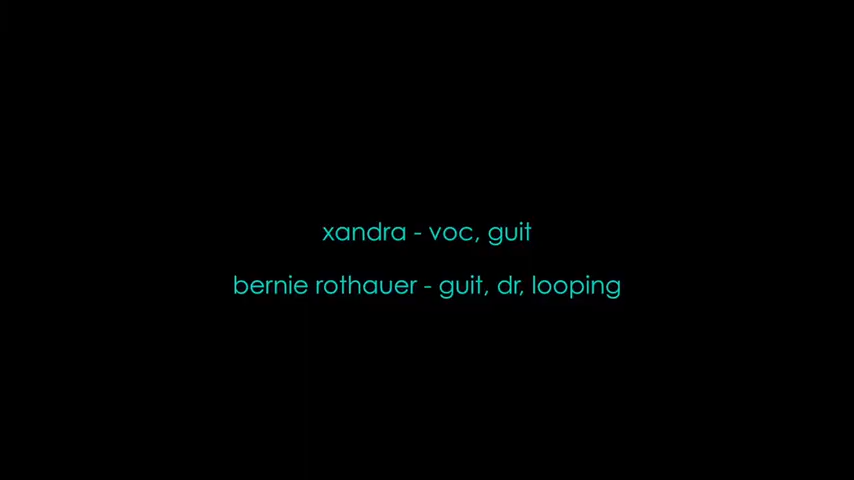 xandra - voc, guit
bernie rothauer - guit, dr, looping